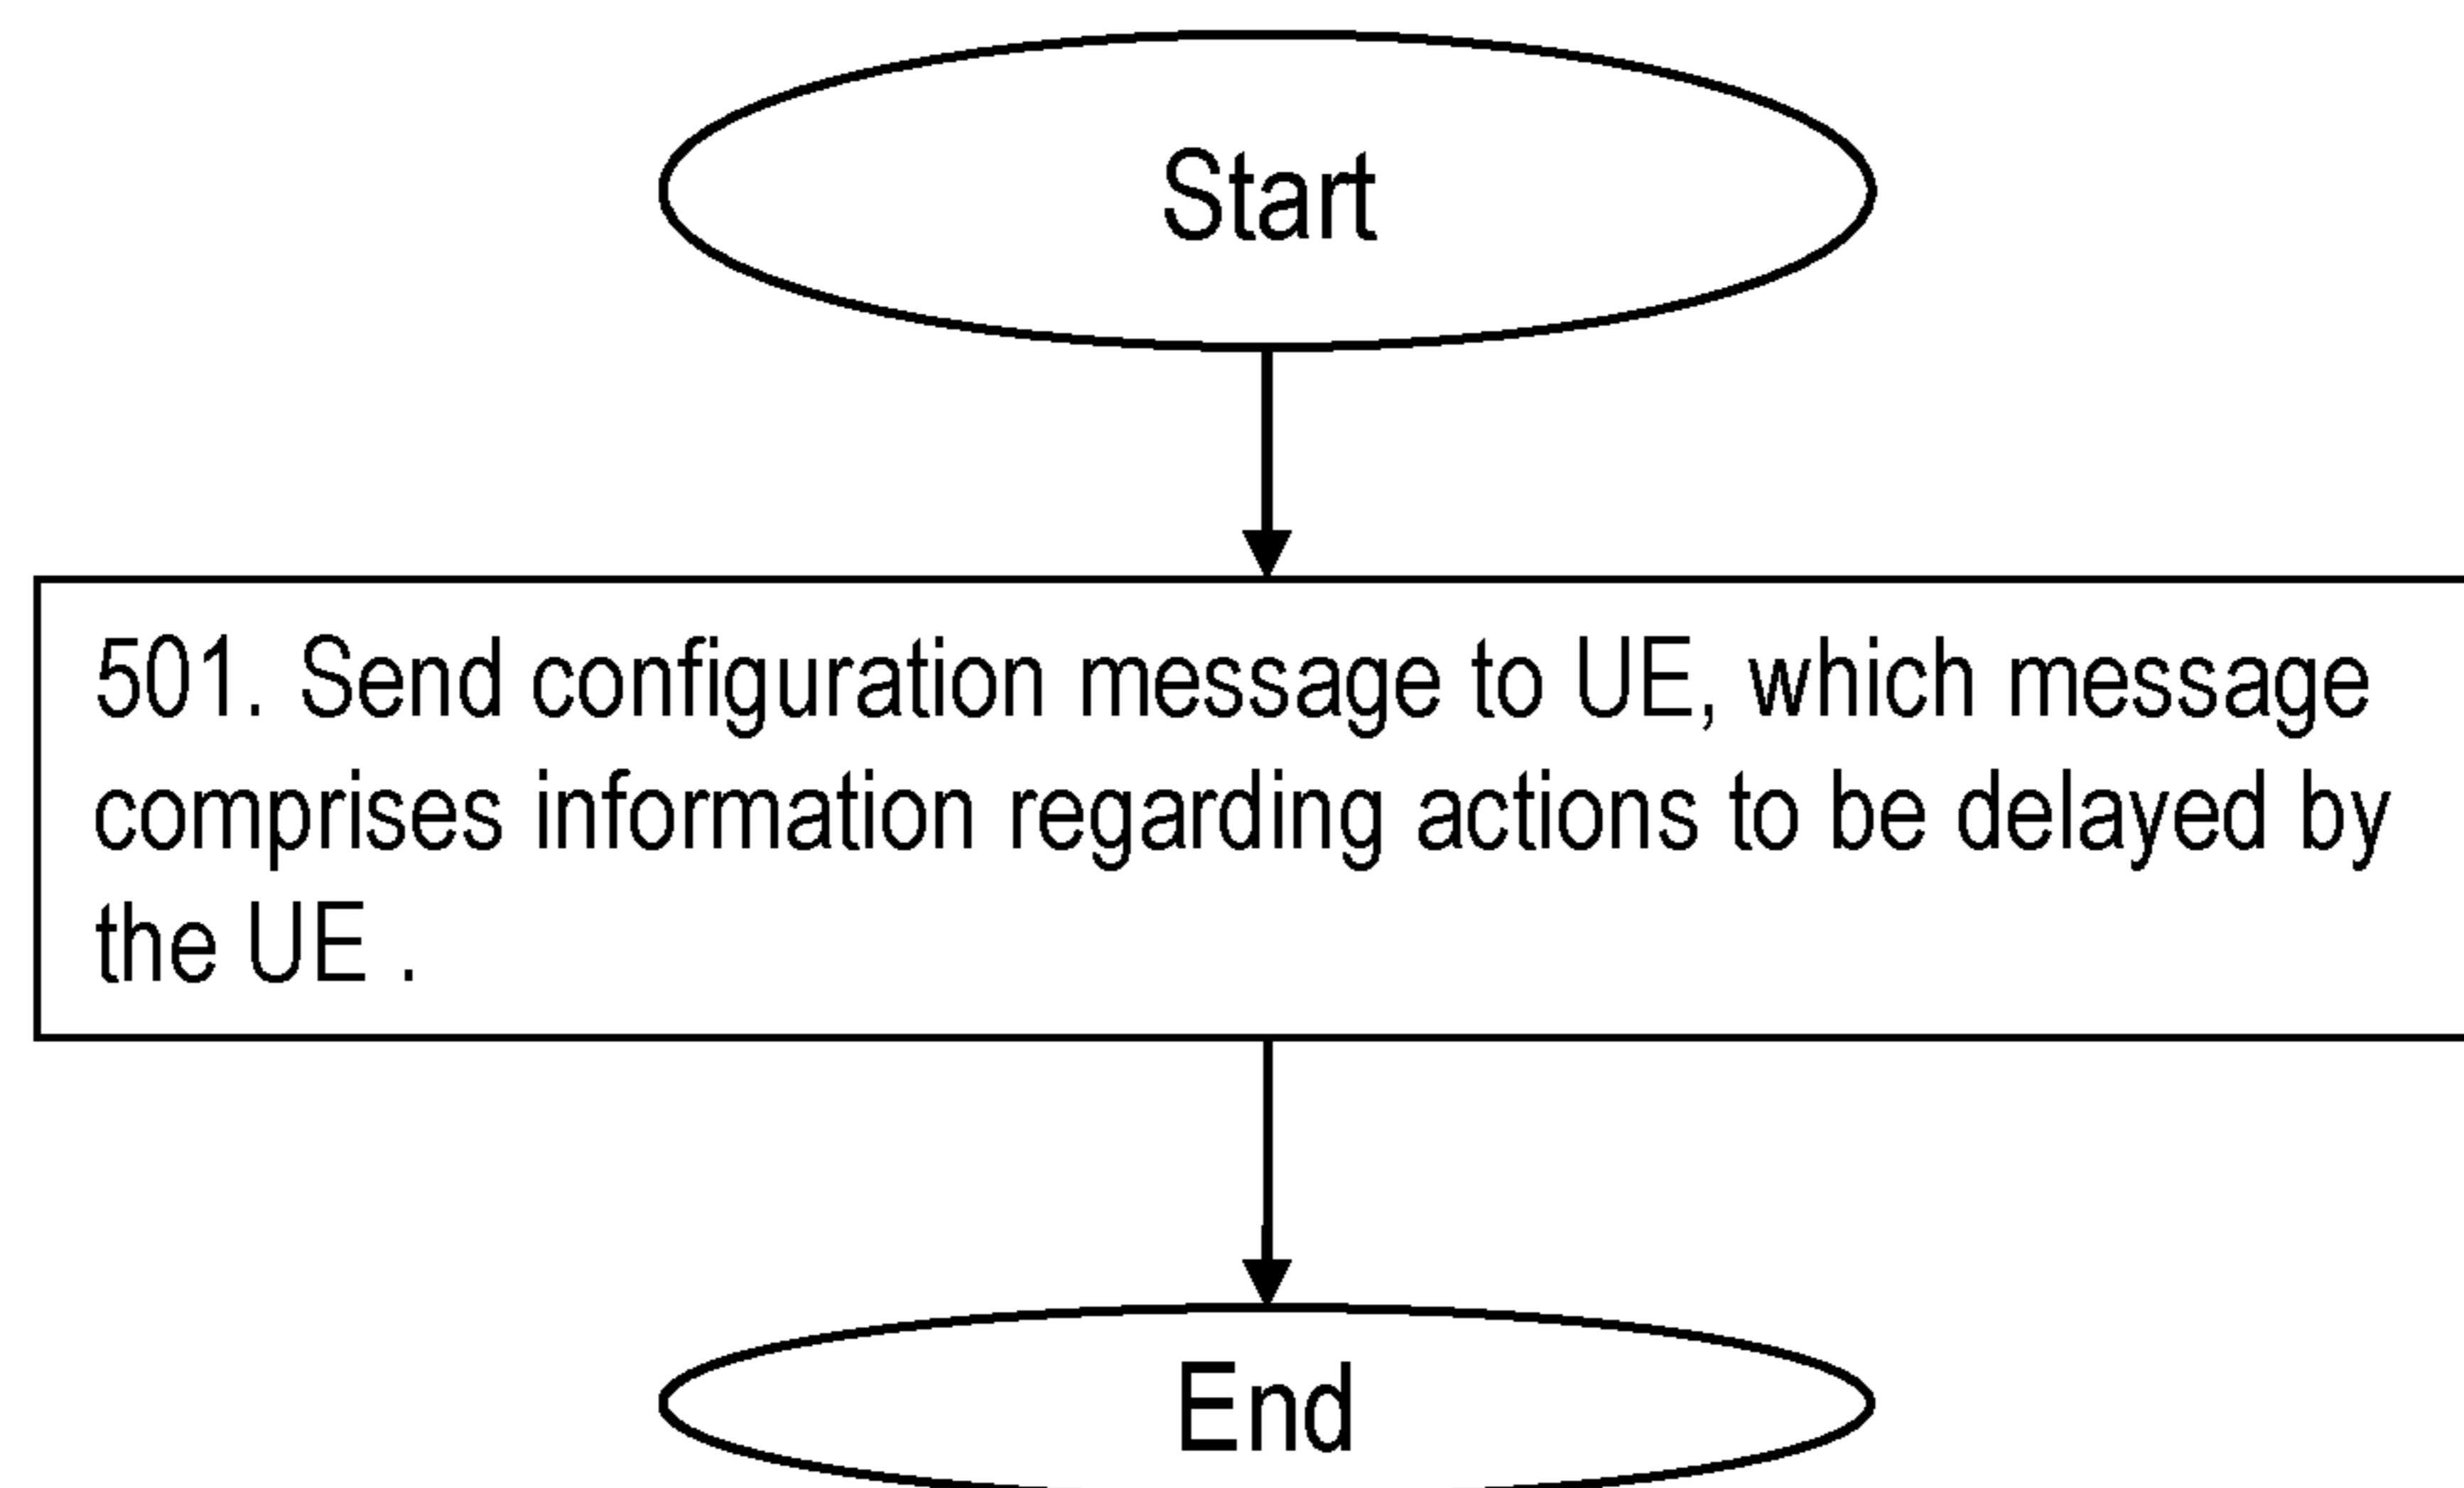 Start
501. Send configuration message to UE, which message
comprises information regarding actions to be delayed by
the UE .
End